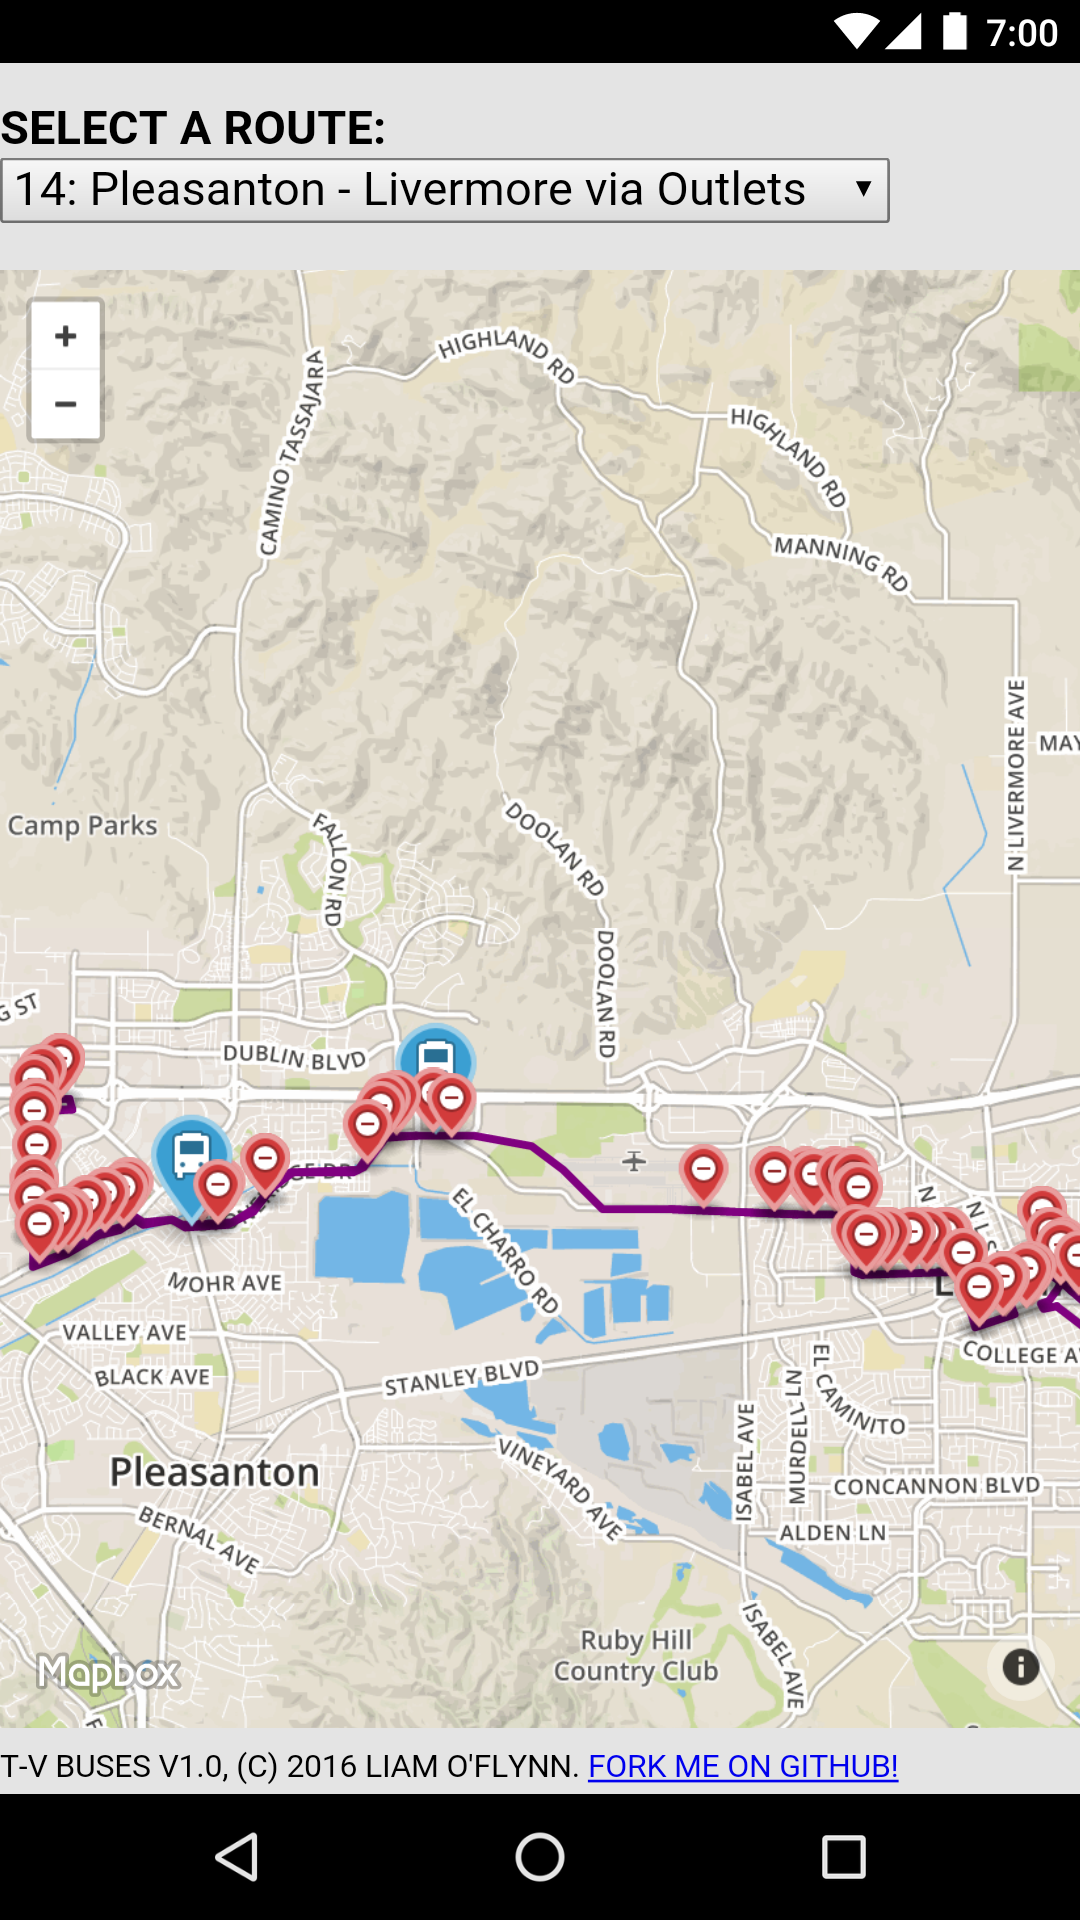 7:00
SELECT A ROUTE:
14: Pleasanton - Livermore via Outlets
+
−
HIGHLAND RD
CAMINO TASSAJARA
HIGHLAND RD
MANNING RD
N LIVERMORE AVE
MAY
Camp Parks
FALLON RD
DOOLAN RD
DOOLAN RD
G ST
DUBLIN BLVD
EL CHARRO RD
N
N L S
MOHR AVE
VALLEY AVE
BLACK AVE
STANLEY BLVD
COLLEGE A
EL CAMINITO
MURDELL LN
ISABEL AVE
VINEYARD AVE
Pleasanton
CONCANNON BLVD
BERNAL AVE
ALDEN LN
ISABEL AVE
Ruby Hill
Country Club
Mapbox
T-V BUSES V1.0, (C) 2016 LIAM O'FLYNN. FORK ME ON GITHUB!